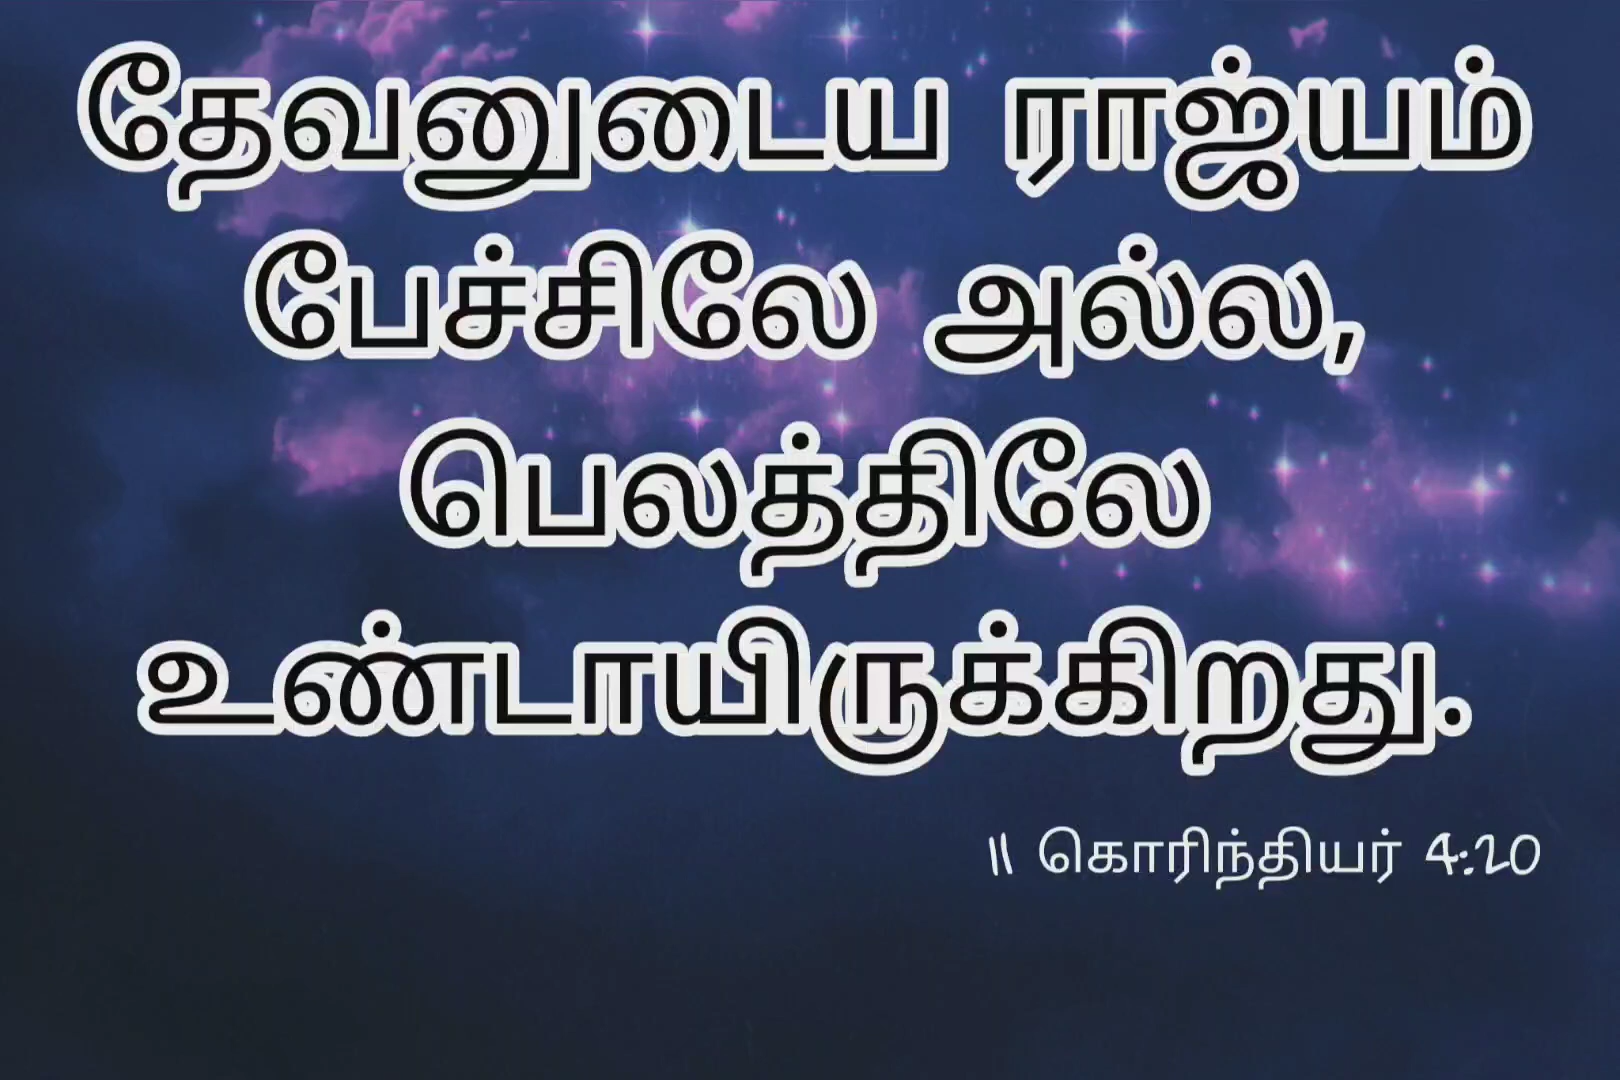 தேவனுடைய ராஜ்யம்
பேச்சிலே அல்ல,
பெலத்திலே
உண்டாயிருக்கிறது.
II கொரிந்தியர் 4:20